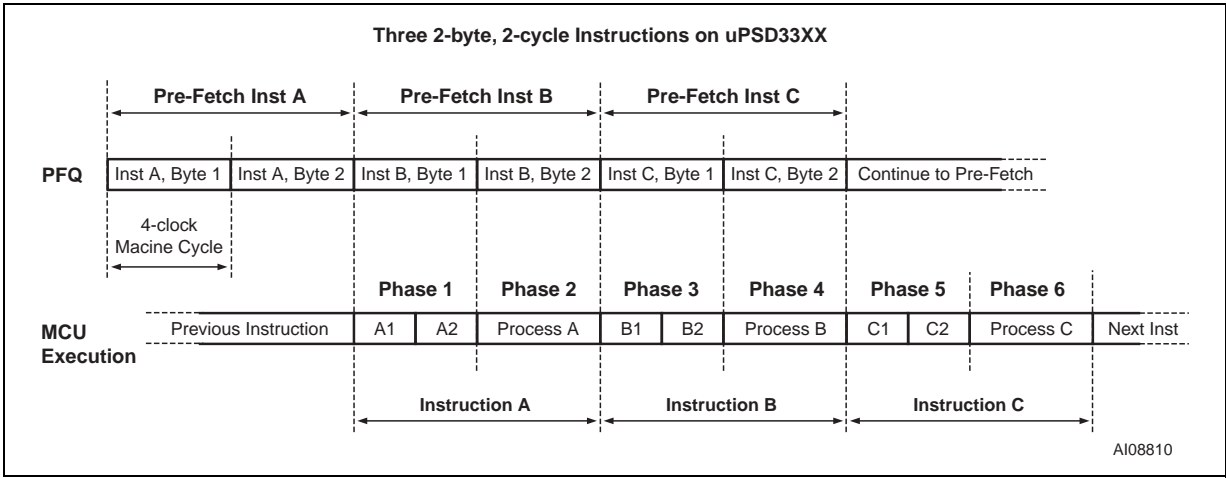 Three 2-byte, 2-cycle Instructions on uPSD33XX
Pre-Fetch Inst A
Pre-Fetch Inst B
Pre-Fetch Inst C
PFQ
Inst A, Byte 1
Inst A, Byte 2
Inst B, Byte 1
Inst B, Byte 2
Inst C, Byte 1
Inst C, Byte 2
Continue to Pre-Fetch
4-clock
Macine Cycle
Phase 1
Phase 2
Phase 3
Phase 4
Phase 5
Phase 6
MCU
Execution
Previous Instruction
A1
A2
Process A
B1
B2
Process B
C1
C2
Process C
Next Inst
Instruction A
Instruction B
Instruction C
AI08810